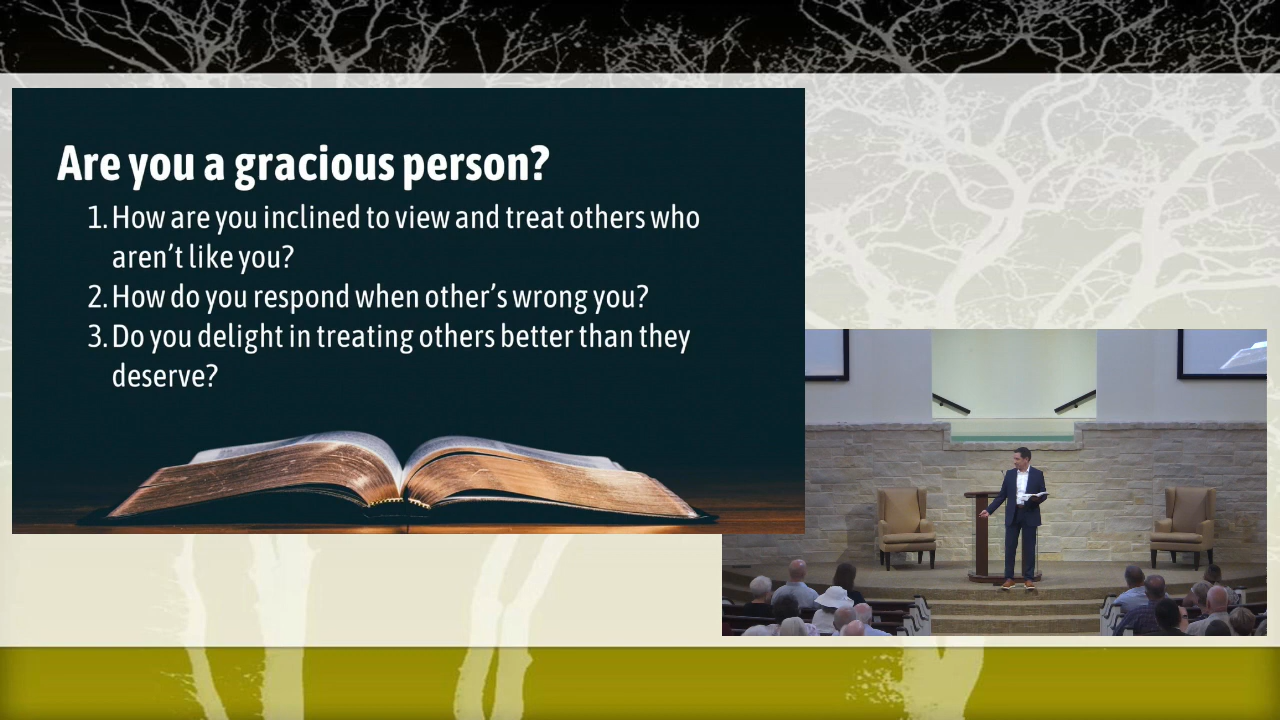 Are you a gracious person?
1. How are you inclined to view and treat others who
aren't like you?
2. How do you respond when other's wrong you?
3. Do you delight in treating others better than they
deserve?